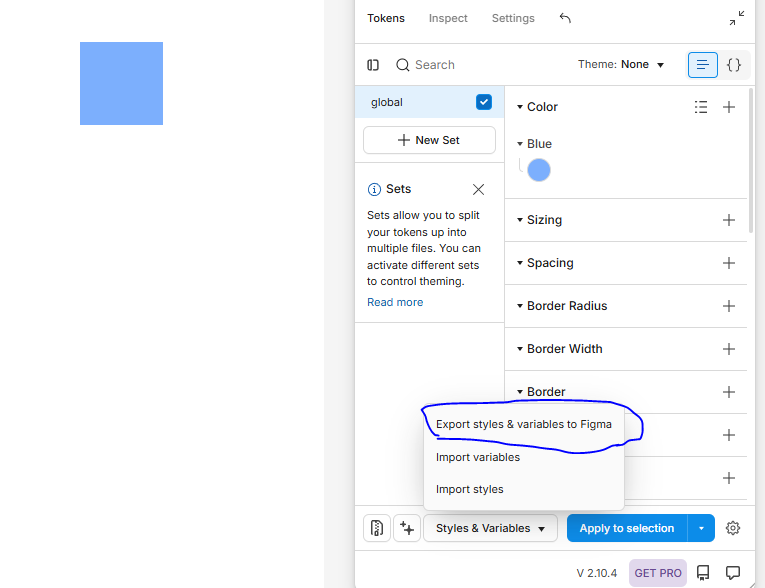 Tokens Inspect Settings
Search Theme: None
global
New Set
Sets
Sets allow you to split
your tokens up into
multiple files. You can
activate different sets
to control theming.
Read more
Color
Blue
Sizing
Spacing
Border Radius
Border Width
Border
Export styles & variables to Figma
Import variables
Import styles
Styles & Variables Apply to selection
V 2.10.4 GET PRO